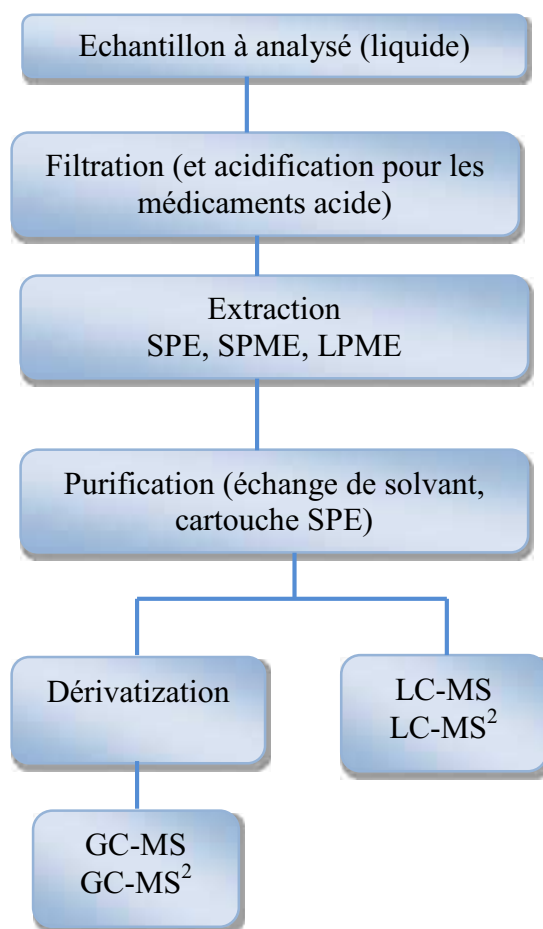 Echantillon à analysé (liquide)
Filtration (et acidification pour les
médicaments acide)
Extraction
SPE, SPME, LPME
Purification (échange de solvant,
cartouche SPE)
Dérivatization
LC-MS
LC-MS²
GC-MS
GC-MS²